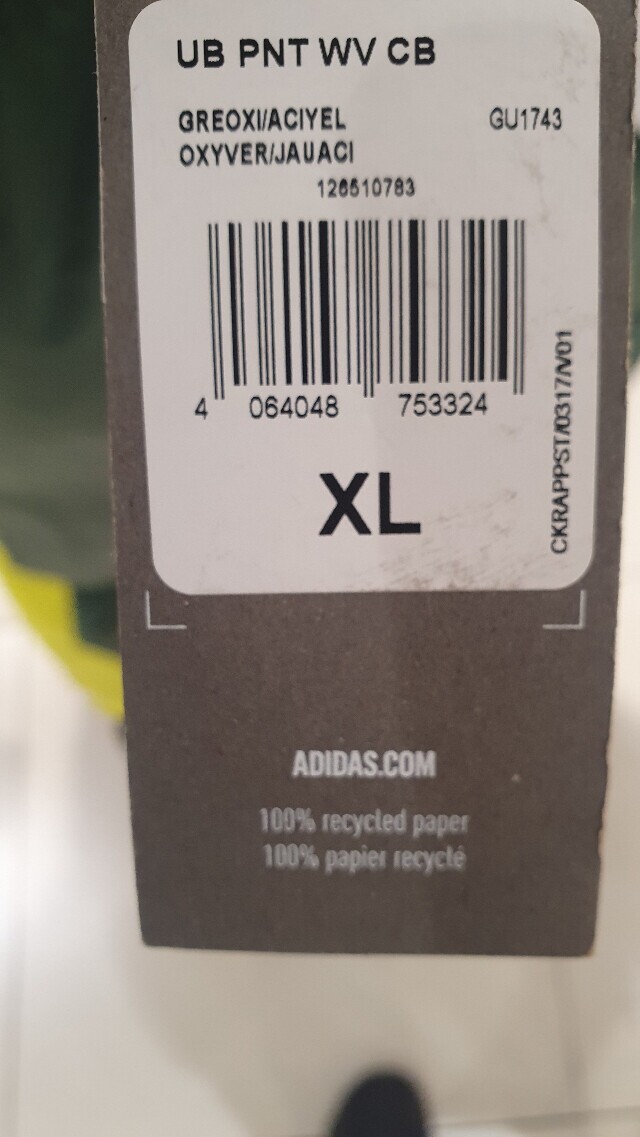 UB PNT WV CB
GREOXI/ACIYEL GU1743
OXYVER/JAUACI
126510783
4 064048 753324
CKRAPPST/0317/V/01
XL
ADIDAS.COM
100% recycled paper
100% papier recyclé